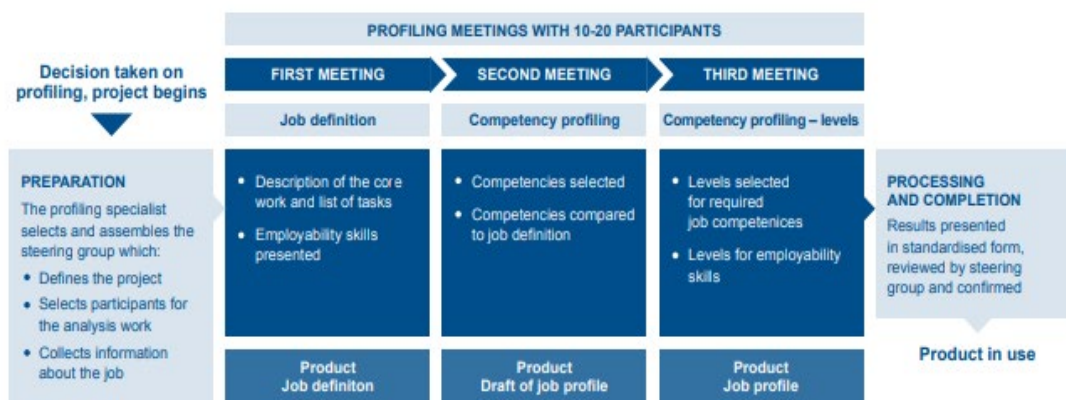 PROFILING MEETINGS WITH 10-20 PARTICIPANTS
Decision taken on
profiling, project begins
FIRST MEETING
SECOND MEETING
THIRD MEETING
Job definition
Competency profiling
Competency profiling – levels
PREPARATION
The profiling specialist
selects and assembles the
steering group which:
• Defines the project
• Selects participants for
the analysis work
• Collects information
about the job
• Description of the core
work and list of tasks
• Employability skills
presented
Product
Job definiton
• Competencies selected
• Competencies compared
to job definition
Product
Draft of job profile
• Levels selected
for required
job competences
• Levels for employability
skills
Product
Job profile
PROCESSING
AND COMPLETION
Results presented
in standardised form,
reviewed by steering
group and confirmed
Product in use